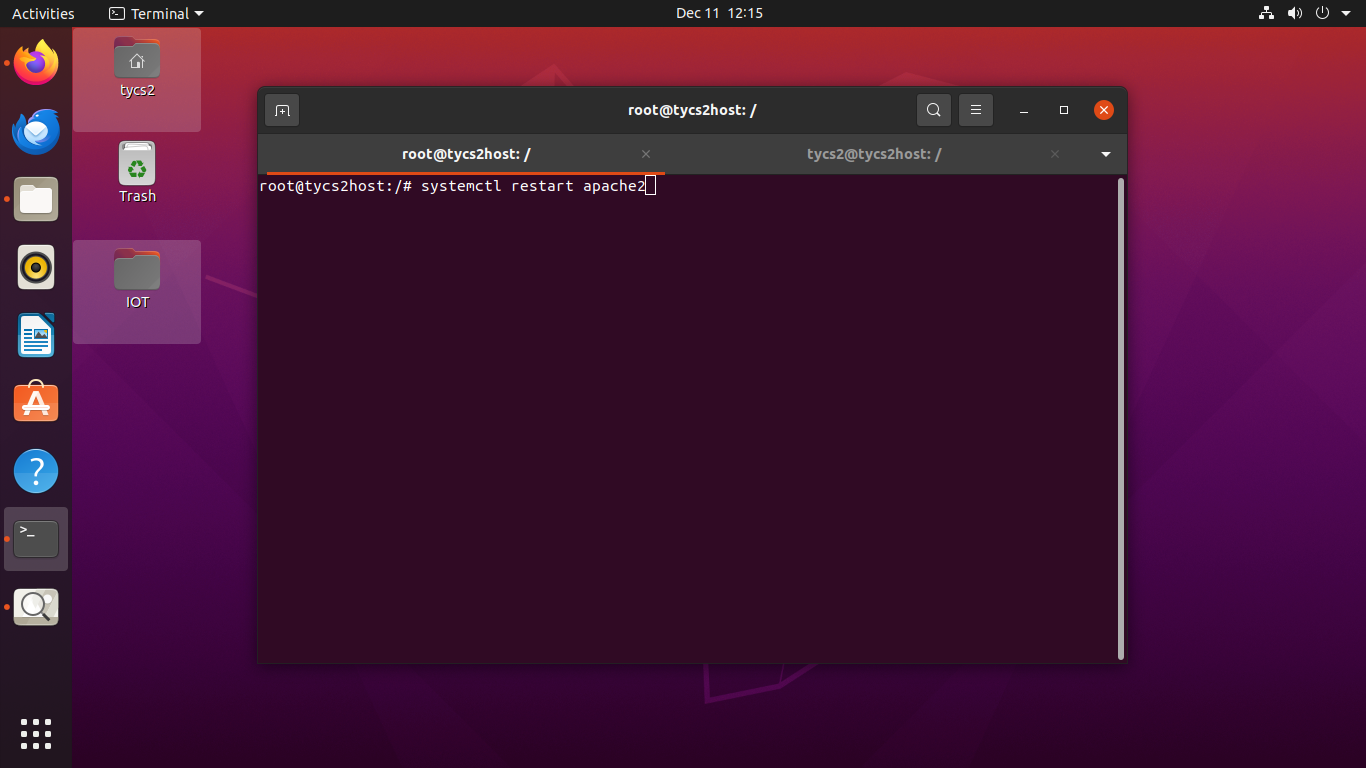 Activities
Terminal
Dec 11 12:15
tycs2
Trash
IOT
root@tycs2host: /
root@tycs2host: /
tycs2@tycs2host: /
root@tycs2host:/# systemctl restart apache2